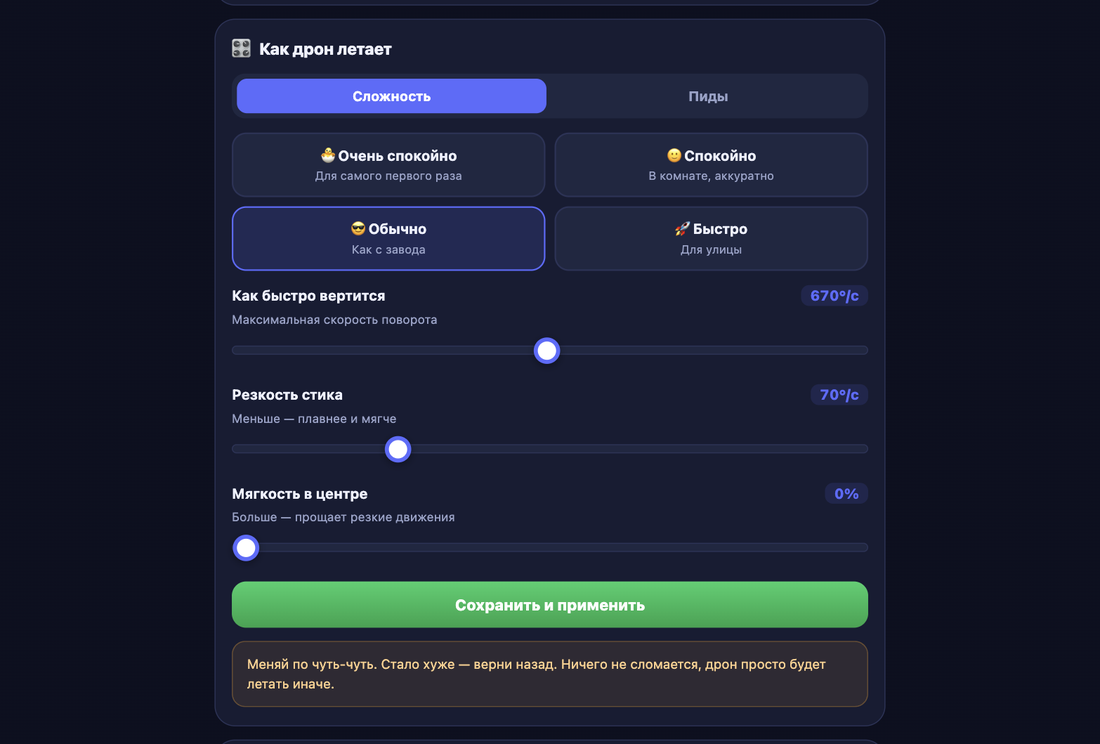 🎛️ Как дрон летает
Сложность
Пиды
🐣 Очень спокойно
Для самого первого раза
🙂 Спокойно
В комнате, аккуратно
😎 Обычно
Как с завода
🚀 Быстро
Для улицы
Как быстро вертится
670°/с
Максимальная скорость поворота
Резкость стика
70°/с
Меньше — плавнее и мягче
Мягкость в центре
0%
Больше — прощает резкие движения
Сохранить и применить
Меняй по чуть-чуть. Стало хуже — верни назад. Ничего не сломается, дрон просто будет
летать иначе.